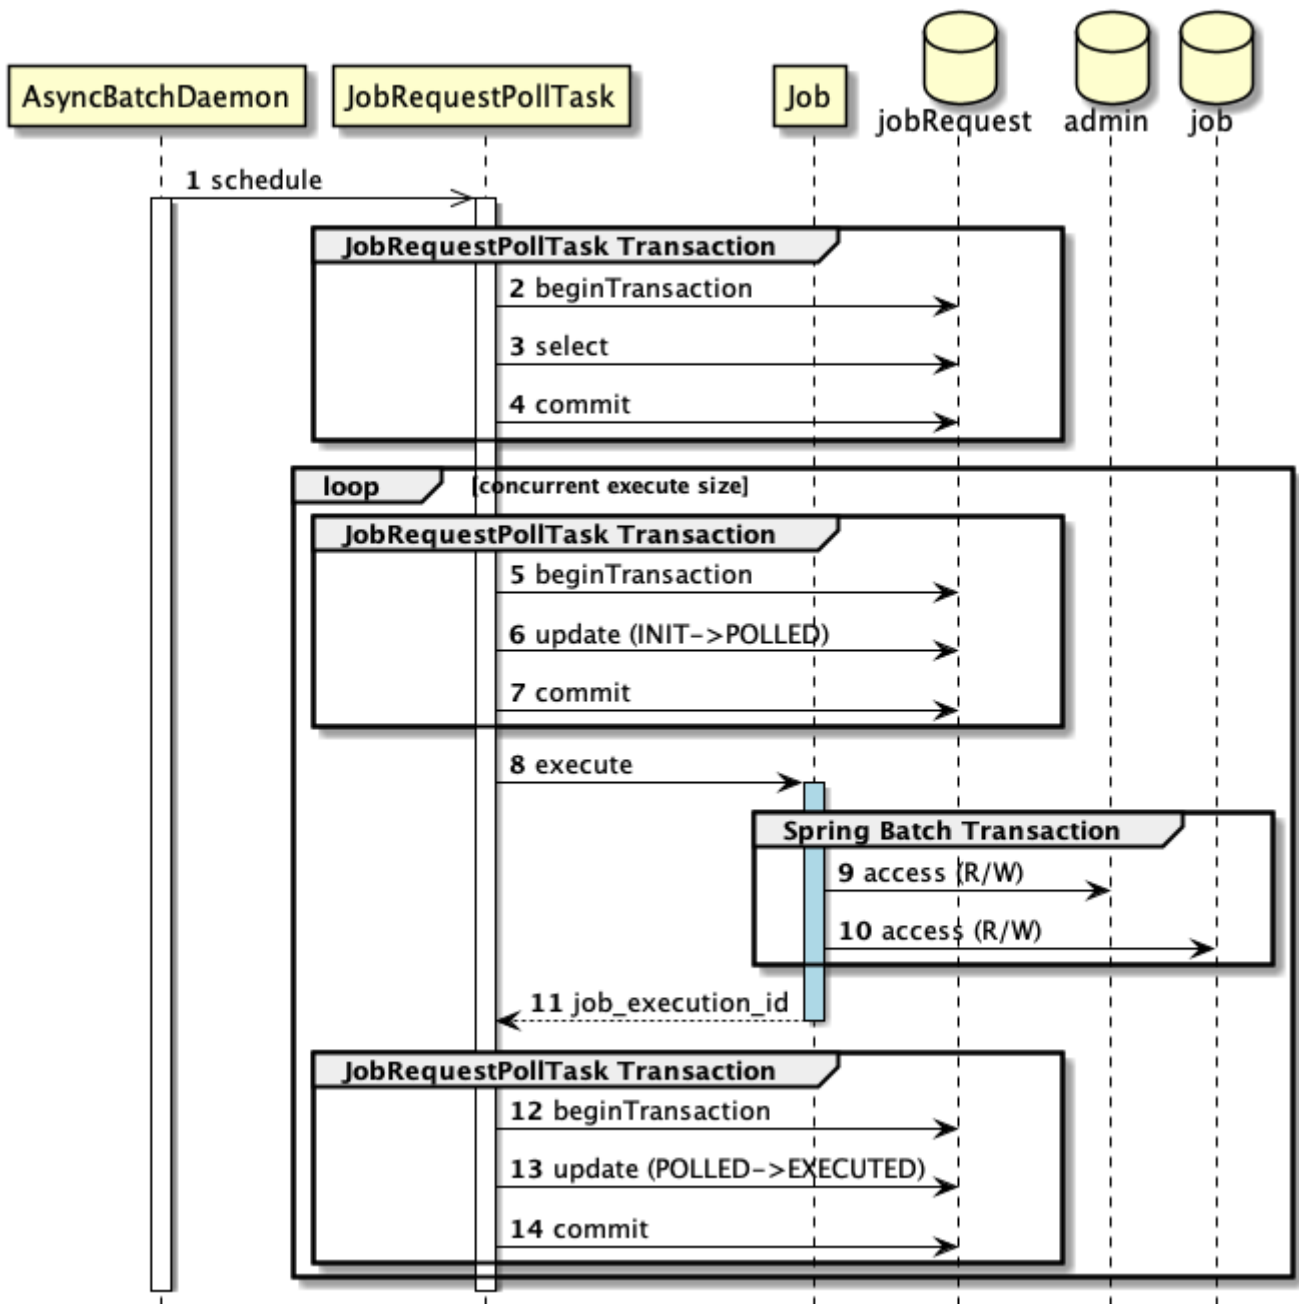 AsyncBatchDaemon
JobRequestPollTask
Job
jobRequest
admin
job
1 schedule
JobRequestPollTask Transaction
2 beginTransaction
3 select
4 commit
loop [concurrent execute size]
JobRequestPollTask Transaction
5 beginTransaction
6 update (INIT->POLLED)
7 commit
8 execute
Spring Batch Transaction
9 access (R/W)
10 access (R/W)
11 job_execution_id
JobRequestPollTask Transaction
12 beginTransaction
13 update (POLLED->EXECUTED)
14 commit